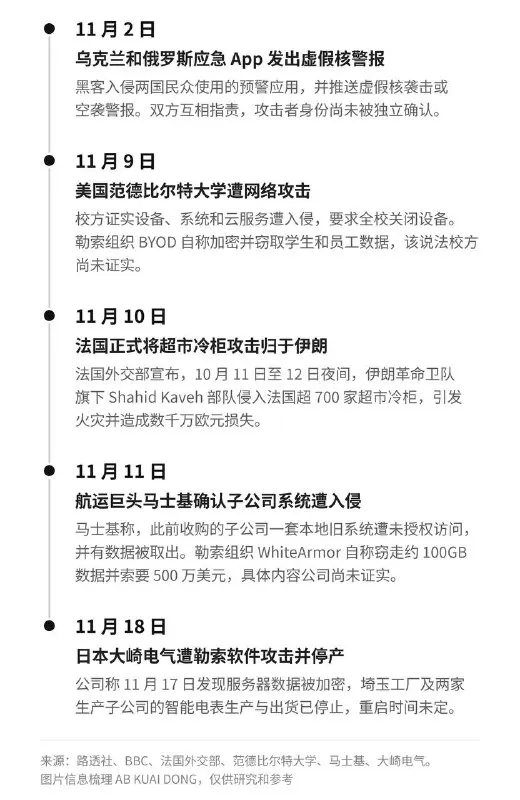 11 月 2 日
乌克兰和俄罗斯应急 App 发出虚假核警报
黑客入侵两国民众使用的预警应用，并推送虚假核袭击或
空袭警报。双方互相指责，攻击者身份尚未被独立确认。
11 月 9 日
美国范德比尔特大学遭网络攻击
校方证实设备、系统和云服务遭入侵，要求全校关闭设备。
勒索组织 BYOD 自称加密并窃取学生和员工数据，该说法校方
尚未证实。
11 月 10 日
法国正式将超市冷柜攻击归于伊朗
法国外交部宣布，10 月 11 日至 12 日夜间，伊朗革命卫队
旗下 Shahid Kaveh 部队侵入法国超 700 家超市冷柜，引发
火灾并造成数千万欧元损失。
11 月 11 日
航运巨头马士基确认子公司系统遭入侵
马士基称，此前收购的子公司一套本地旧系统遭未授权访问，
并有数据被取出。勒索组织 WhiteArmor 自称窃走约 100GB
数据并索要 500 万美元，具体内容公司尚未证实。
11 月 18 日
日本大崎电气遭勒索软件攻击并停产
公司称 11 月 17 日发现服务器数据被加密，埼玉工厂及两家
生产子公司的智能电表生产与出货已停止，重启时间未定。
来源：路透社、BBC、法国外交部、范德比尔特大学、马士基、大崎电气。
图片信息梳理 AB KUAI DONG，仅供研究和参考